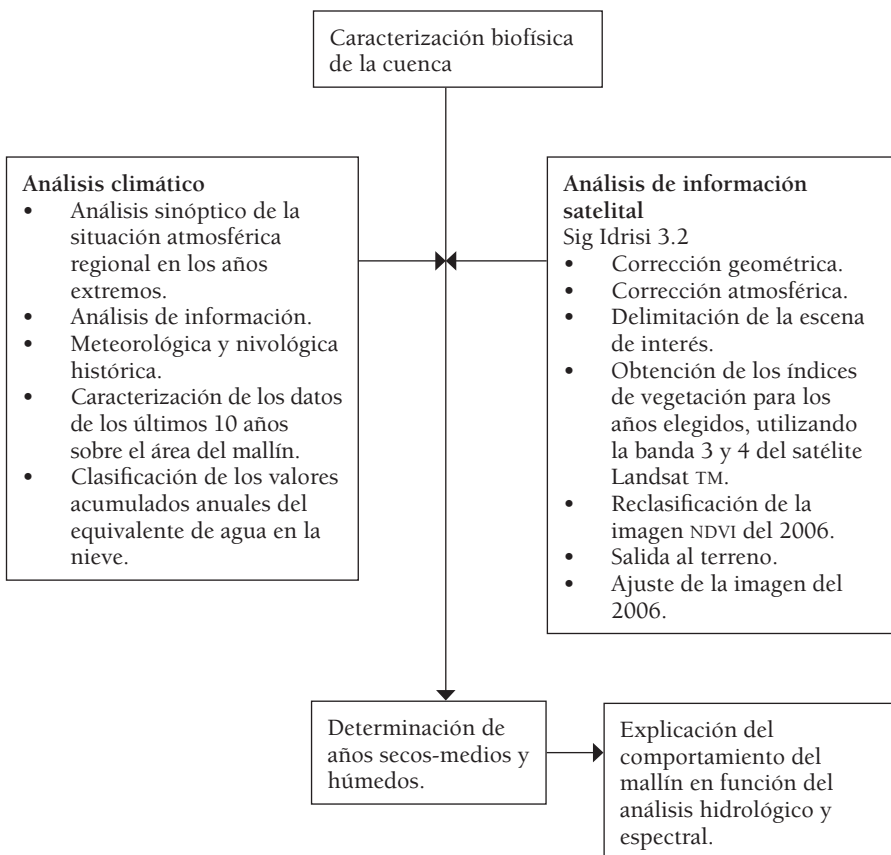 Caracterización biofísica
de la cuenca
Análisis climático
• Análisis sinóptico de la
situación atmosférica
regional en los años
extremos.
• Análisis de información.
• Meteorológica y nivológica
histórica.
• Caracterización de los datos
de los últimos 10 años
sobre el área del mallín.
• Clasificación de los valores
acumulados anuales del
equivalente de agua en la
nieve.
Análisis de información
satelital
Sig Idrisi 3.2
• Corrección geométrica.
• Corrección atmosférica.
• Delimitación de la escena
de interés.
• Obtención de los índices
de vegetación para los
años elegidos, utilizando
la banda 3 y 4 del satélite
Landsat TM.
• Reclasificación de la
imagen NDVI del 2006.
• Salida al terreno.
• Ajuste de la imagen del
2006.
Determinación de
años secos-medios y
húmedos.
Explicación del
comportamiento del
mallín en función del
análisis hidrológico y
espectral.